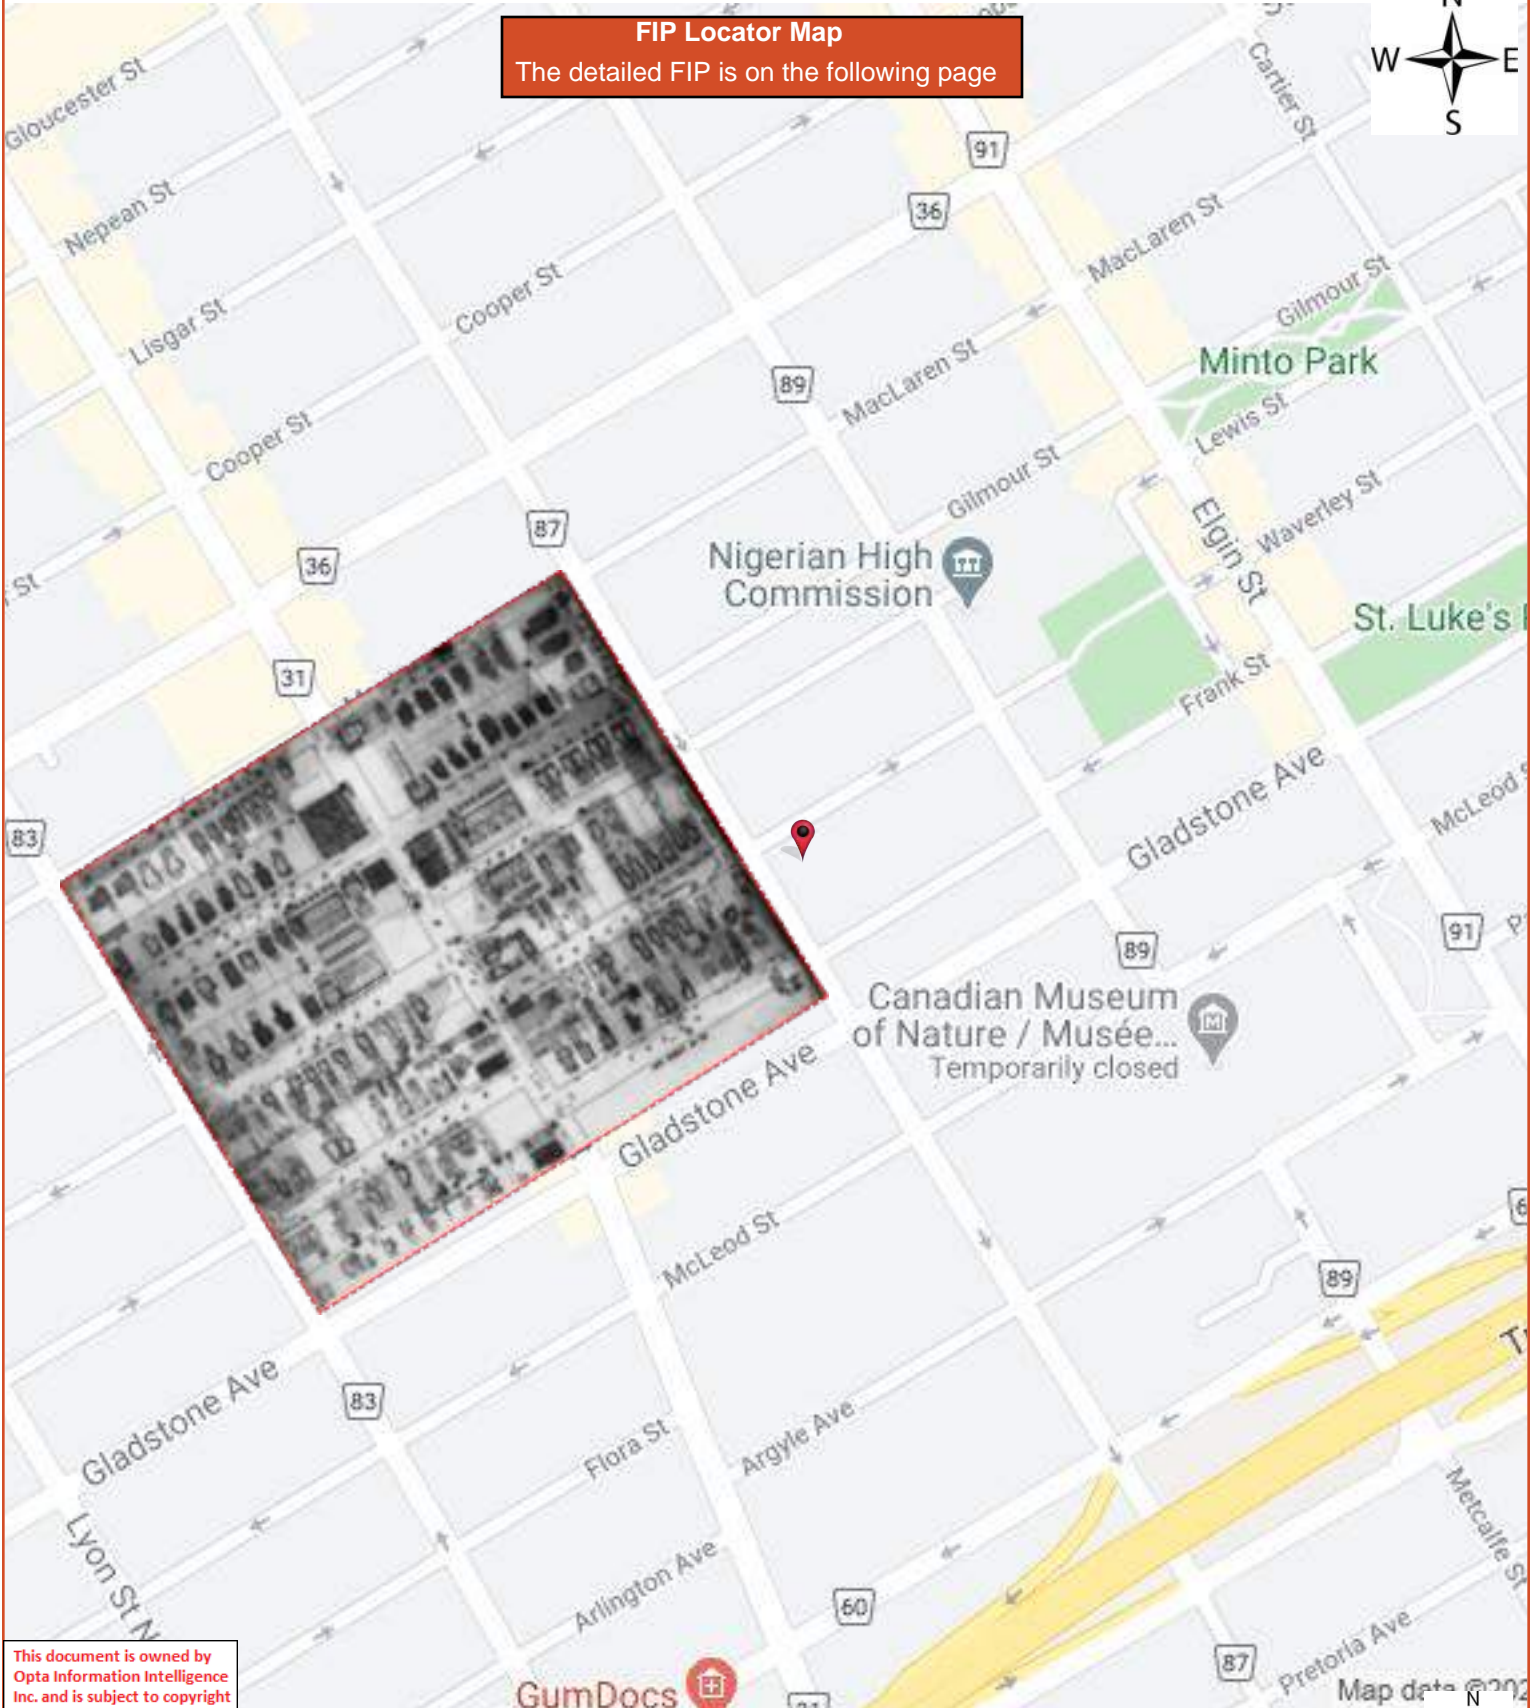 FIP Locator Map
The detailed FIP is on the following page
N
W E
S
Gloucester St
Cartier St
91
36
Nepean St
MacLaren St
Cooper St
Gilmour St
Lisgar St
Minto Park
MacLaren St
89
Lewis St
Cooper St
Gilmour St
Waverley St
Elgin St
87
Nigerian High
Commission
36
St
St. Luke's
31
Frank St
Gladstone Ave
McLeod
83
91
89
Canadian Museum
of Nature / Musée...
Temporarily closed
Gladstone Ave
McLeod St
89
Gladstone Ave
83
Flora St
Argyle Ave
Metcalfe St
Lyon St N
Arlington Ave
60
87
Pretoria Ave
This document is owned by
Opta Information Intelligence
Inc. and is subject to copyright
GumDocs
Map data
N